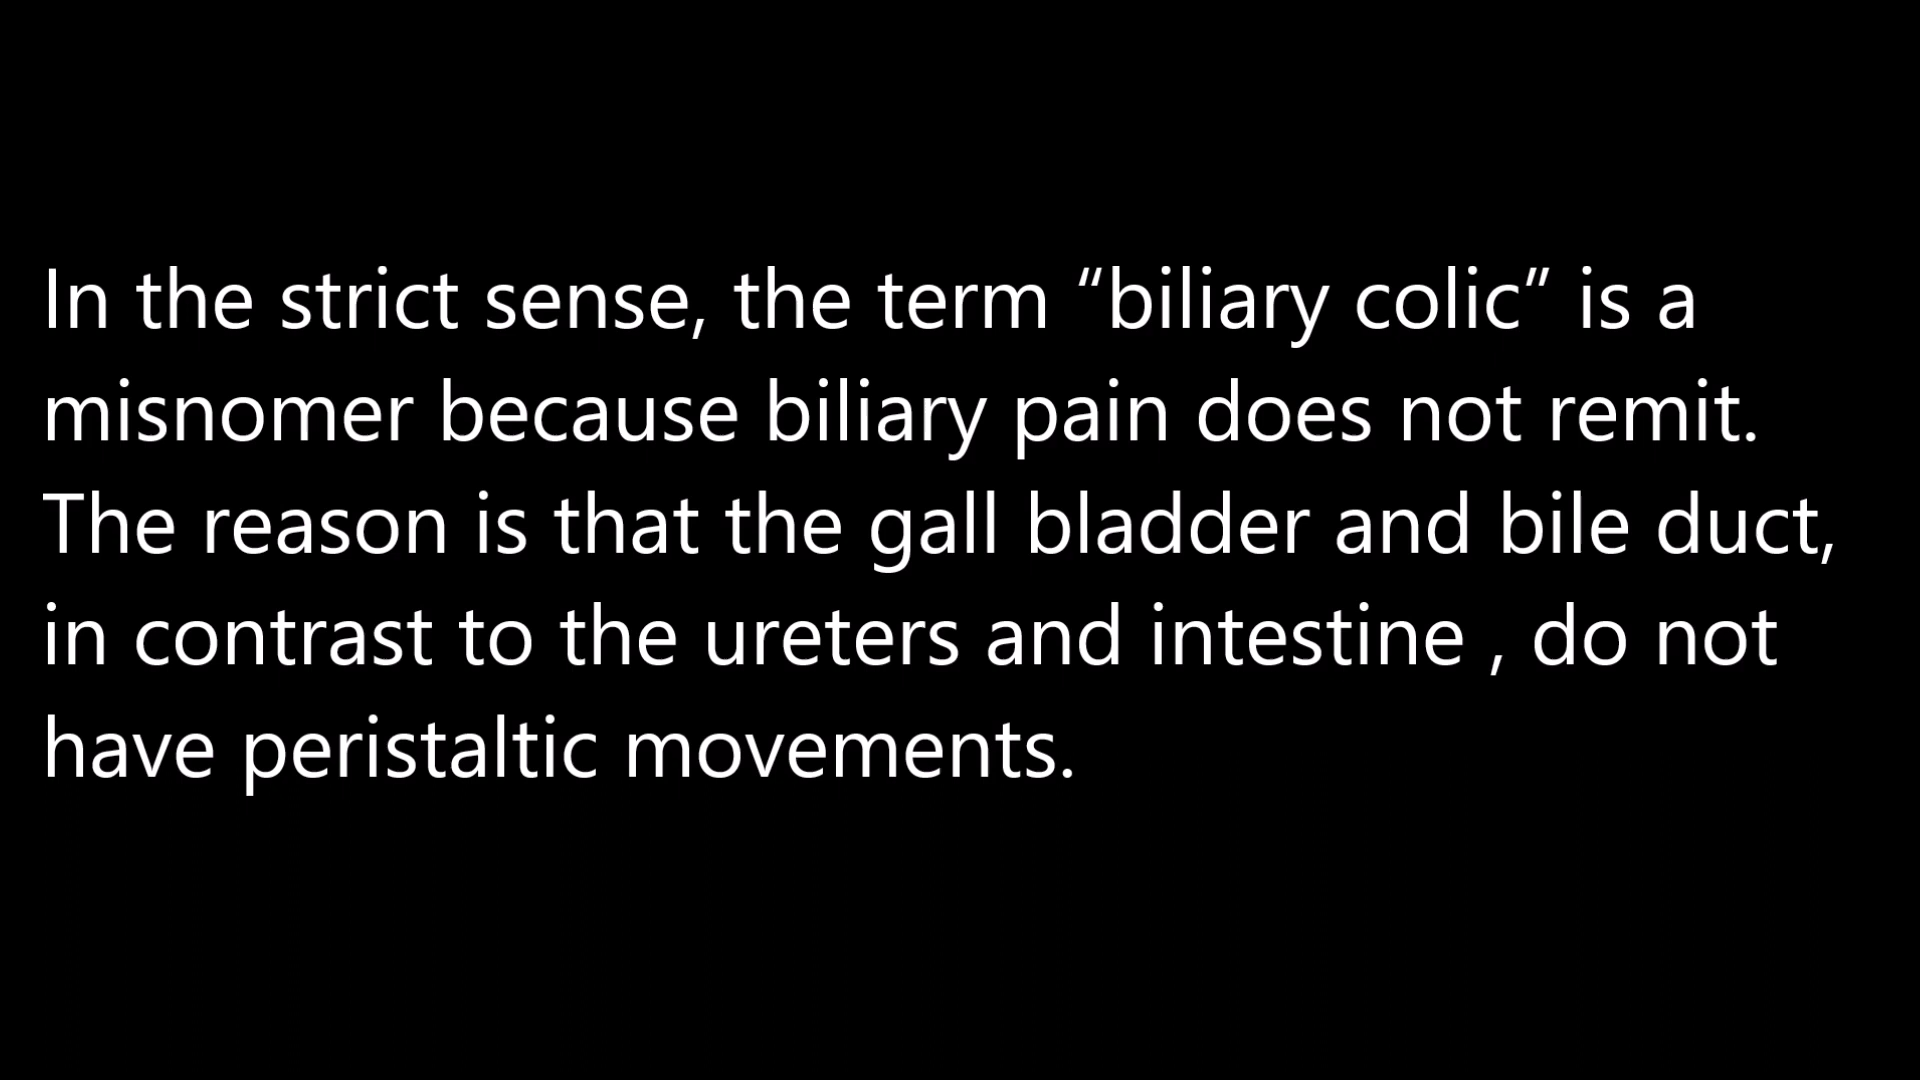 In the strict sense, the term “biliary colic” is a
misnomer because biliary pain does not remit.
The reason is that the gall bladder and bile duct,
in contrast to the ureters and intestine , do not
have peristaltic movements.